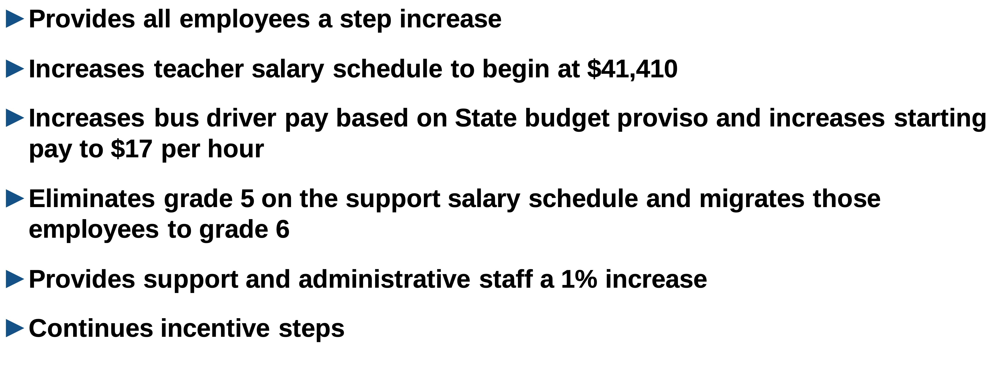 Provides all employees a step increase
Increases teacher salary schedule to begin at $41,410
Increases bus driver pay based on State budget proviso and increases starting
pay to $17 per hour
Eliminates grade 5 on the support salary schedule and migrates those
employees to grade 6
Provides support and administrative staff a 1% increase
Continues incentive steps